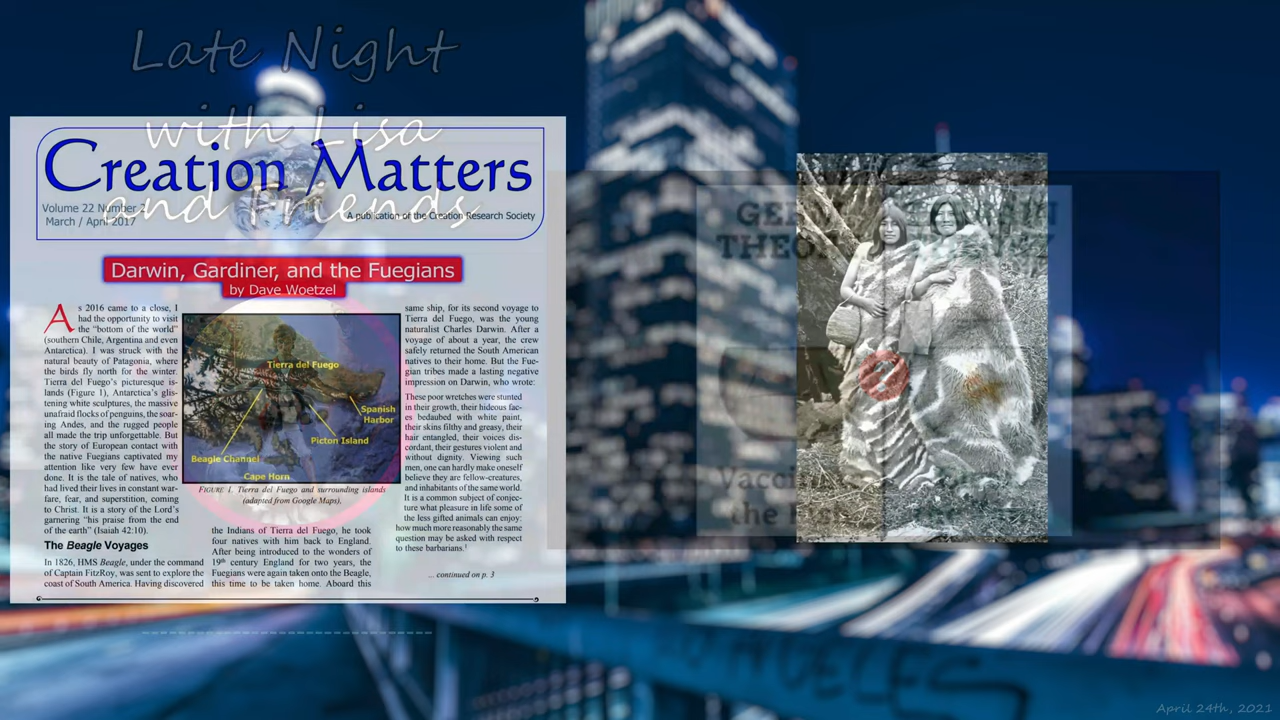 Late Night
with Lisa
and Friends
Creation Matters
Volume 22 Number 2
March / April 2017
A publication of the Creation Research Society
Darwin, Gardiner, and the Fuegians
by Dave Woetzel
As 2016 came to a close, I
had the opportunity to visit
the “bottom of the world”
(southern Chile, Argentina and even
Antarctica). I was struck with the
natural beauty of Patagonia, where
the birds fly north for the winter.
Tierra del Fuego’s picturesque is-
lands (Figure 1), Antarctica’s glis-
tening white sculptures, the massive
unafraid flocks of penguins, the soar-
ing Andes, and the rugged people
all made the trip unforgettable. But
the story of European contact with
the native Fuegians captivated my
attention like very few have ever
done. It is the tale of natives, who
had lived their lives in constant war-
fare, fear, and superstition, coming
to Christ. It is a story of the Lord’s
garnering “his praise from the end
of the earth” (Isaiah 42:10).
The Beagle Voyages
In 1826, HMS Beagle, under the command
of Captain FitzRoy, was sent to explore the
coast of South America. Having discovered
Tierra del Fuego
Spanish
Harbor
Picton Island
Beagle Channel
Cape Horn
FIGURE 1. Tierra del Fuego and surrounding islands
(adapted from Google Maps).
the Indians of Tierra del Fuego, he took
four natives with him back to England.
After being introduced to the wonders of
19th century England for two years, the
Fuegians were again taken onto the Beagle,
this time to be taken home. Aboard this
same ship, for its second voyage to
Tierra del Fuego, was the young
naturalist Charles Darwin. After a
voyage of about a year, the crew
safely returned the South American
natives to their home. But the Fue-
gian tribes made a lasting negative
impression on Darwin, who wrote:
These poor wretches were stunted
in their growth, their hideous fac-
es bedaubed with white paint,
their skins filthy and greasy, their
hair entangled, their voices dis-
cordant, their gestures violent and
without dignity. Viewing such
men, one can hardly make oneself
believe they are fellow-creatures,
and inhabitants of the same world.
It is a common subject of conjec-
ture what pleasure in life some of
the less gifted animals can enjoy:
how much more reasonably the same
question may be asked with respect
to these barbarians.1
... continued on p. 3
THEORY
the
April 24th, 2021